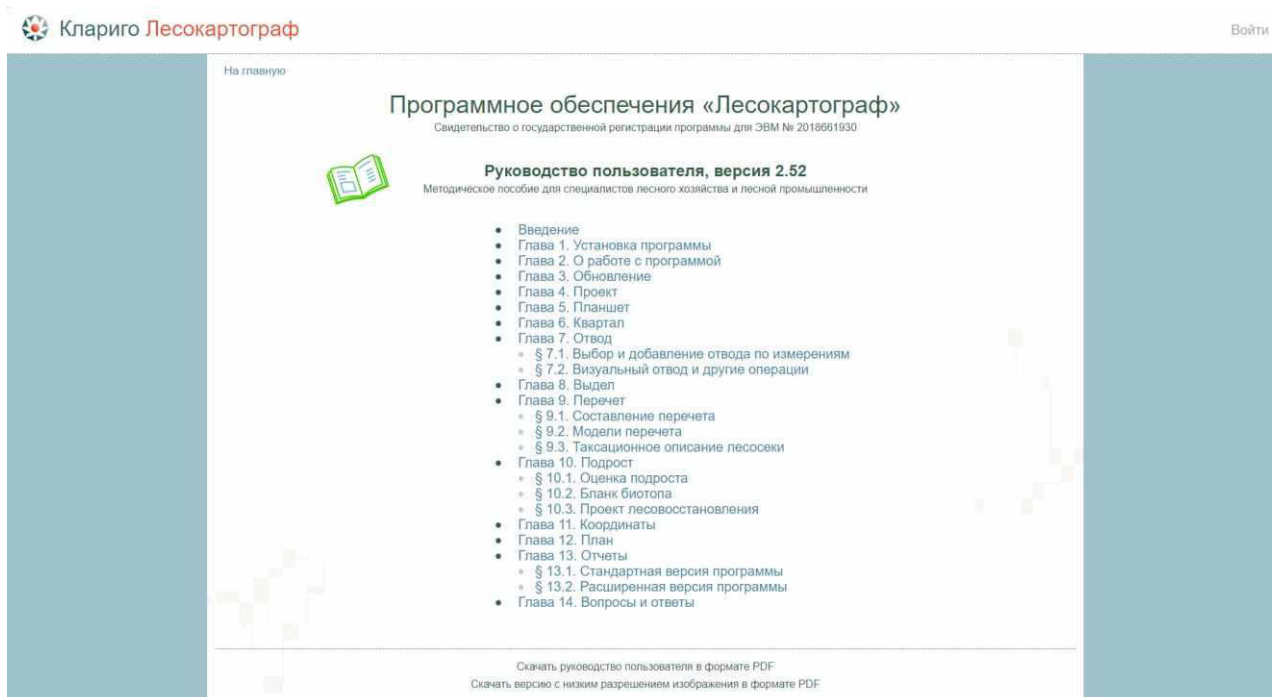 Клариго Лесокартограф
Войти
На главную
Программное обеспечения «Лесокартограф»
Свидетельство о государственной регистрации программы для ЭВМ № 2018661930
Руководство пользователя, версия 2.52
Методическое пособие для специалистов лесного хозяйства и лесной промышленности
• Введение
• Глава 1. Установка программы
• Глава 2. О работе с программой
• Глава 3. Обновление
• Глава 4. Проект
• Глава 5. Планшет
• Глава 6. Квартал
• Глава 7. Отвод
§ 7.1. Выбор и добавление отвода по измерениям
§ 7.2. Визуальный отвод и другие операции
• Глава 8. Выдел
• Глава 9. Перечет
§ 9.1. Составление перечета
§ 9.2. Модели перечета
§ 9.3. Таксационное описание лесосеки
• Глава 10. Подрост
§ 10.1. Оценка подроста
§ 10.2. Бланк биотопа
§ 10.3. Проект лесовосстановления
• Глава 11. Координаты
• Глава 12. План
• Глава 13. Отчеты
§ 13.1. Стандартная версия программы
§ 13.2. Расширенная версия программы
• Глава 14. Вопросы и ответы
Скачать руководство пользователя в формате PDF
Скачать версию с низким разрешением изображения в формате PDF